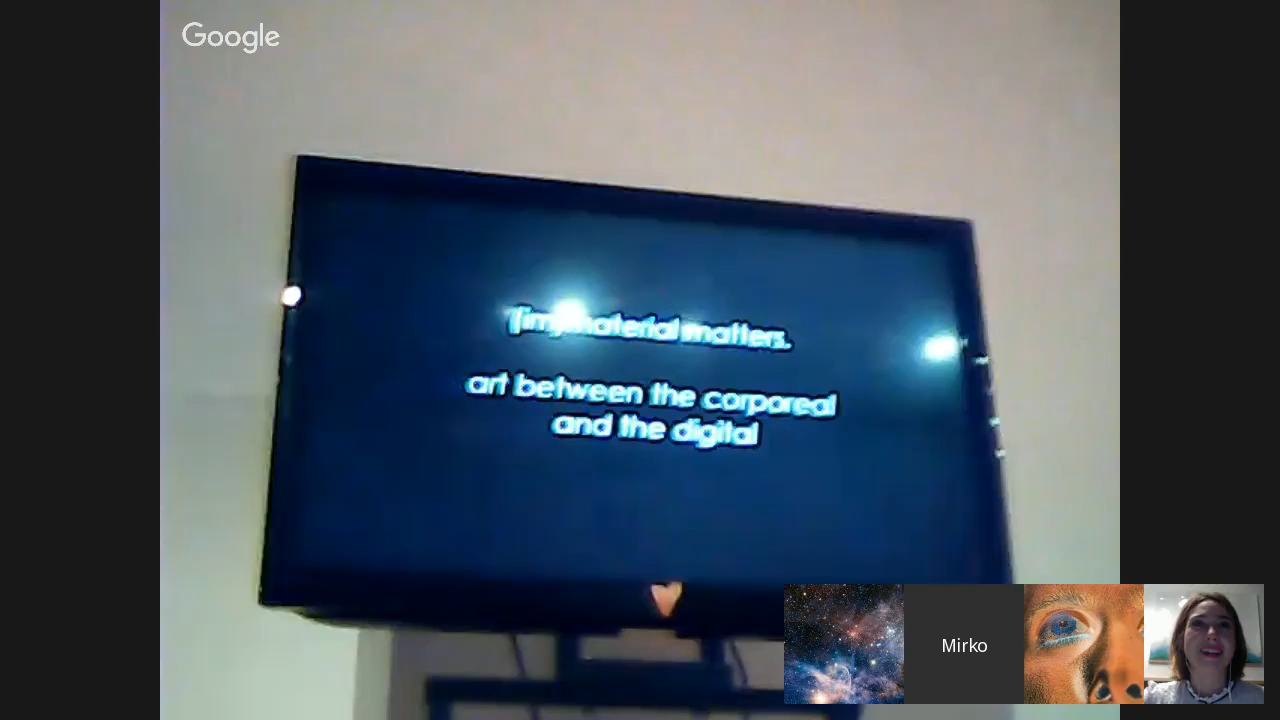 Google
(im)material matters.
art between the corporeal
and the digital
Mirko